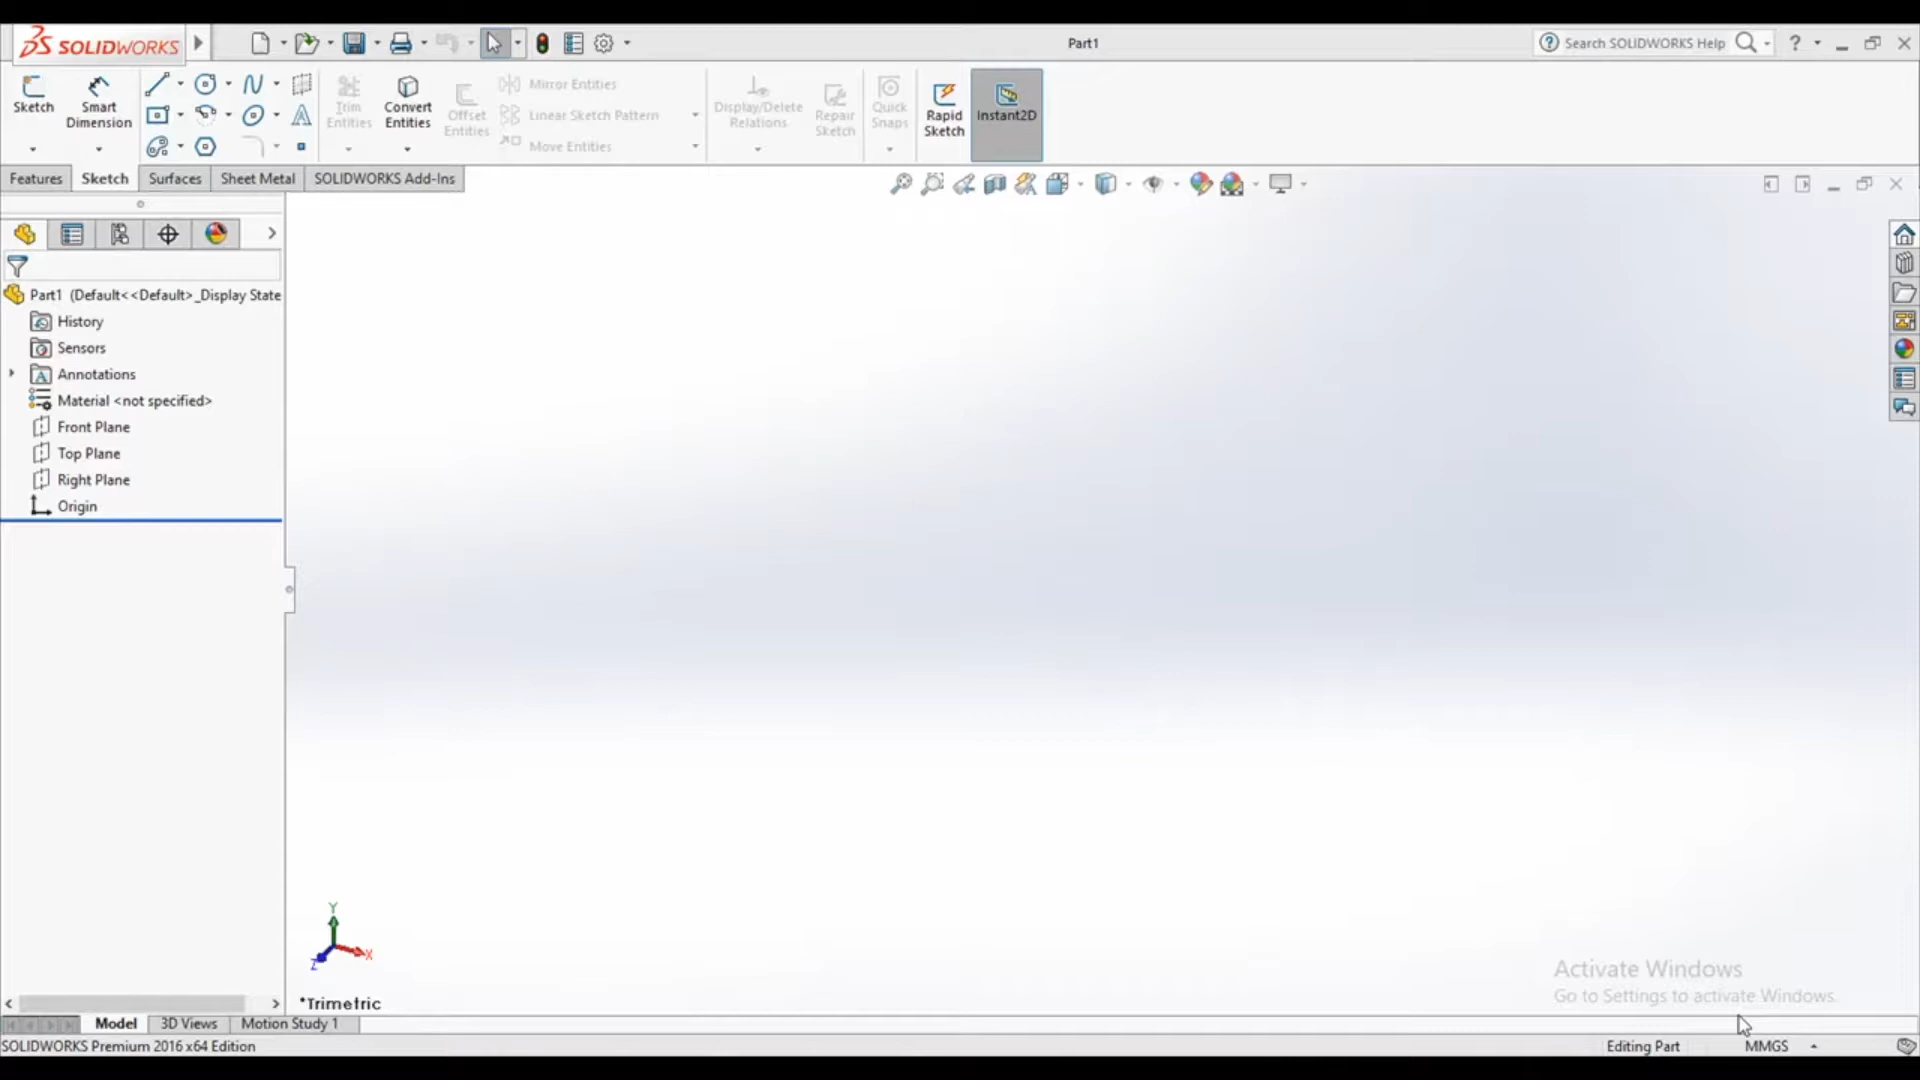 SOLIDWORKS
Part1
Search SOLIDWORKS Help
?
Sketch
Smart Dimension
Trim Entities
Convert Entities
Offset Entities
Mirror Entities
Linear Sketch Pattern
Move Entities
Display/Delete Relations
Repair Sketch
Quick Snaps
Rapid Sketch
Instant2D
Features
Sketch
Surfaces
Sheet Metal
SOLIDWORKS Add-Ins
Part1 (Default<<Default>_Display State
History
Sensors
Annotations
Material <not specified>
Front Plane
Top Plane
Right Plane
Origin
Y
X
Z
*Trimetric
Activate Windows
Go to Settings to activate Windows.
Model
3D Views
Motion Study 1
SOLIDWORKS Premium 2016 x64 Edition
Editing Part
MMGS